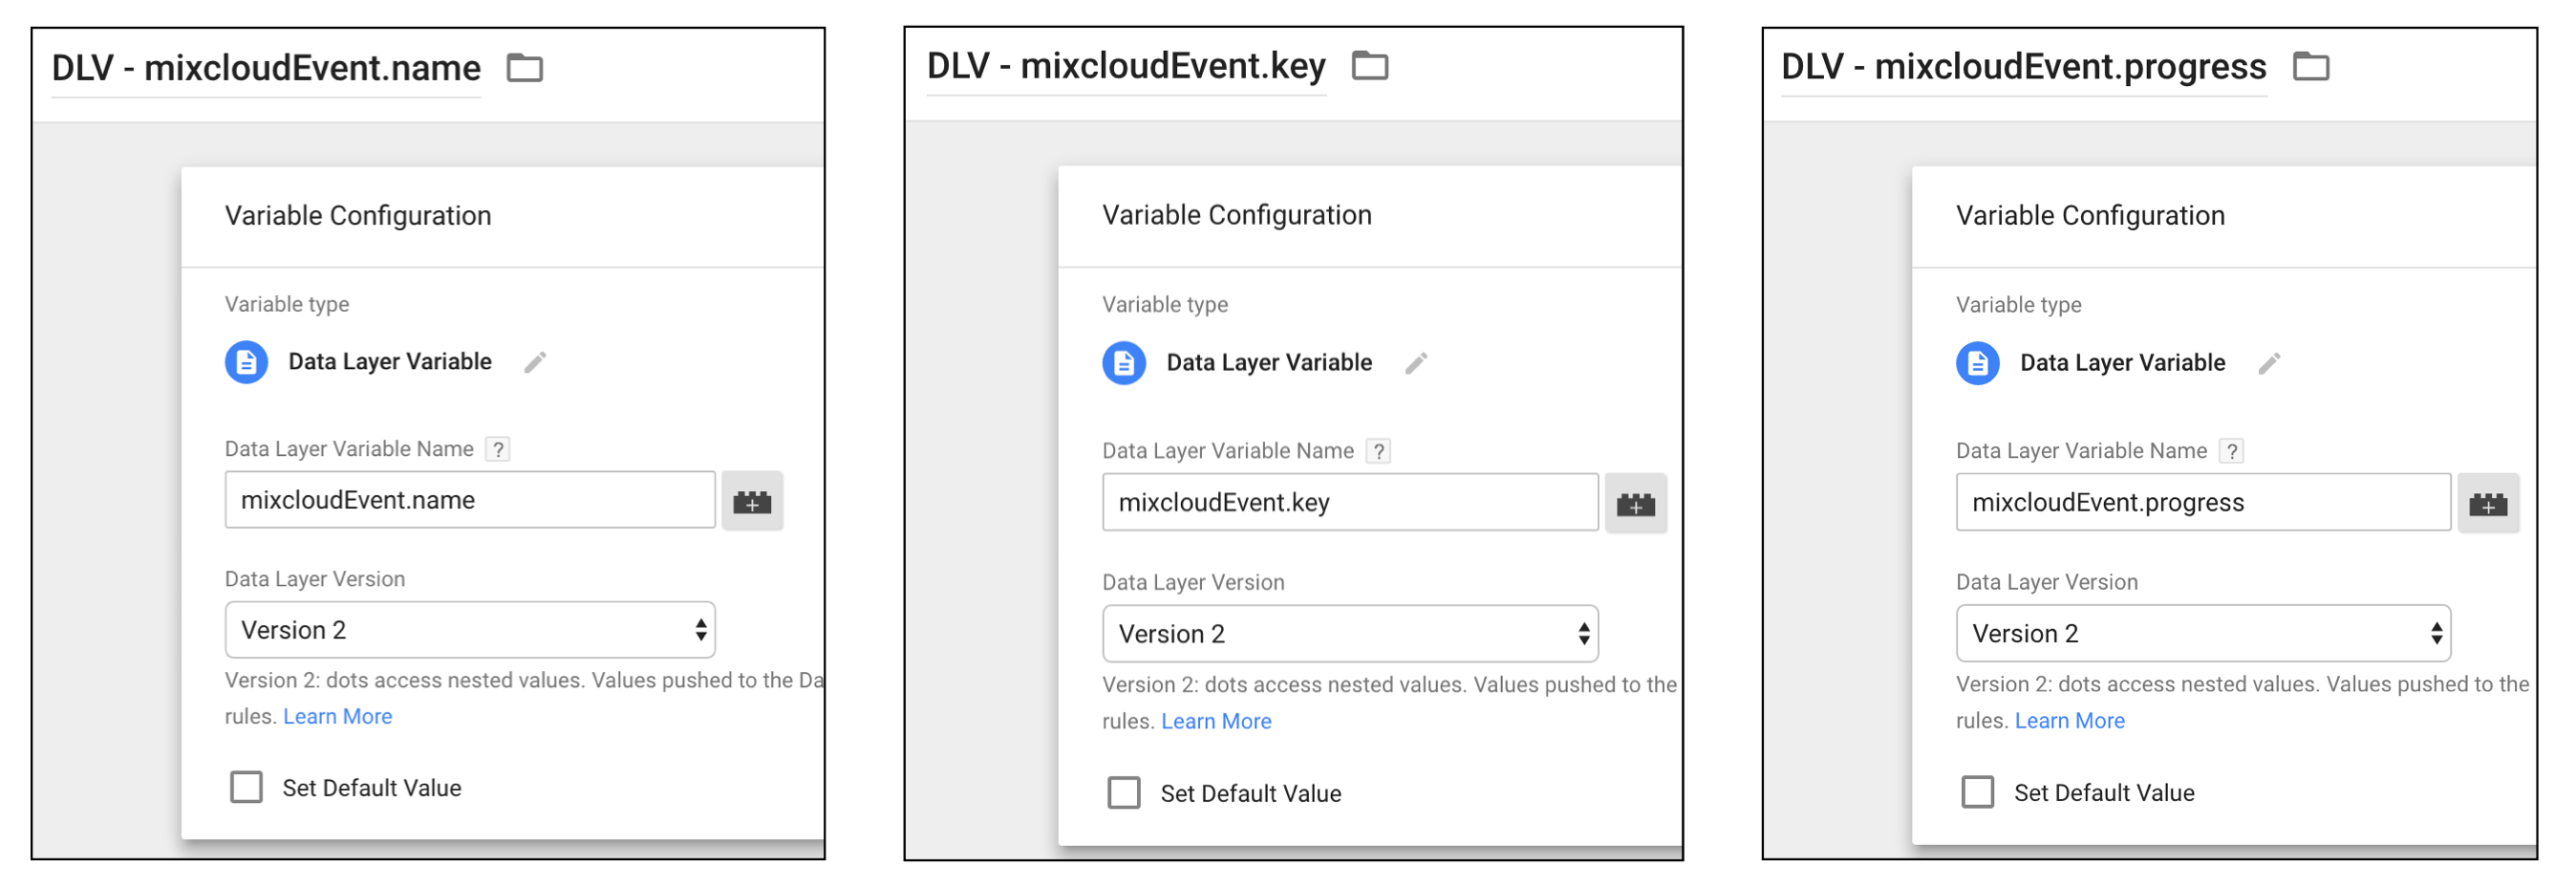 DLV - mixcloudEvent.name
Variable Configuration
Variable type
Data Layer Variable
Data Layer Variable Name ?
mixcloudEvent.name
Data Layer Version
Version 2
Version 2: dots access nested values. Values pushed to the Da
rules. Learn More
Set Default Value
DLV - mixcloudEvent.key
Variable Configuration
Variable type
Data Layer Variable
Data Layer Variable Name ?
mixcloudEvent.key
Data Layer Version
Version 2
Version 2: dots access nested values. Values pushed to the
rules. Learn More
Set Default Value
DLV - mixcloudEvent.progress
Variable Configuration
Variable type
Data Layer Variable
Data Layer Variable Name ?
mixcloudEvent.progress
Data Layer Version
Version 2
Version 2: dots access nested values. Values pushed to the
rules. Learn More
Set Default Value